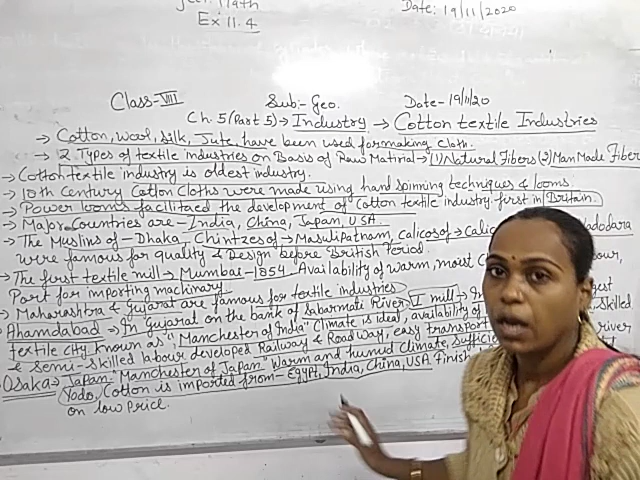 Ex 11.4
Date: 19/11/2020
Class-VIII Sub:- Geo. Date- 19/11/20
Ch. 5 (Part 5) → Industry → Cotton textile Industries
→ Cotton, wool, silk, Jute, have been used for making cloth.
→ 2 Types of textile industries on Basis of Raw Matirial → (1) Natural Fibers (2) Man Made Fiber
→ Cotton textile industry is oldest industry.
→ 18th Century Cotton Cloths were made using hand spinning techniques & looms.
→ Power looms facilitaed the development of Cotton textile industry first in Britain.
→ Major Countries are - India, China, Japan, USA.
→ The Muslins of - Dhaka, Chintzes of → Masulipatnam, Calicos of → Calic Vadodara
were famous for quality & Design before British Period.
→ The first textile mill → Mumbai - 1854. Availability of warm, moist our,
Port for importing machinary
→ Maharashtra & Gujarat are famous for textile industries
Ahamdabad → In Gujarat on the bank of Sabarmati River. I mill → gest
textile City known as "Manchester of India" Climate is ideal, availability of skilled
& semi-skilled labour developed Railway & Road way, easy transport
Osaka → Japan - "Manchester of Japan" Warm and humid climate, Sufficie river
Yodo, Cotton is imported from - Egypt, India, China, USA finish
on low price.